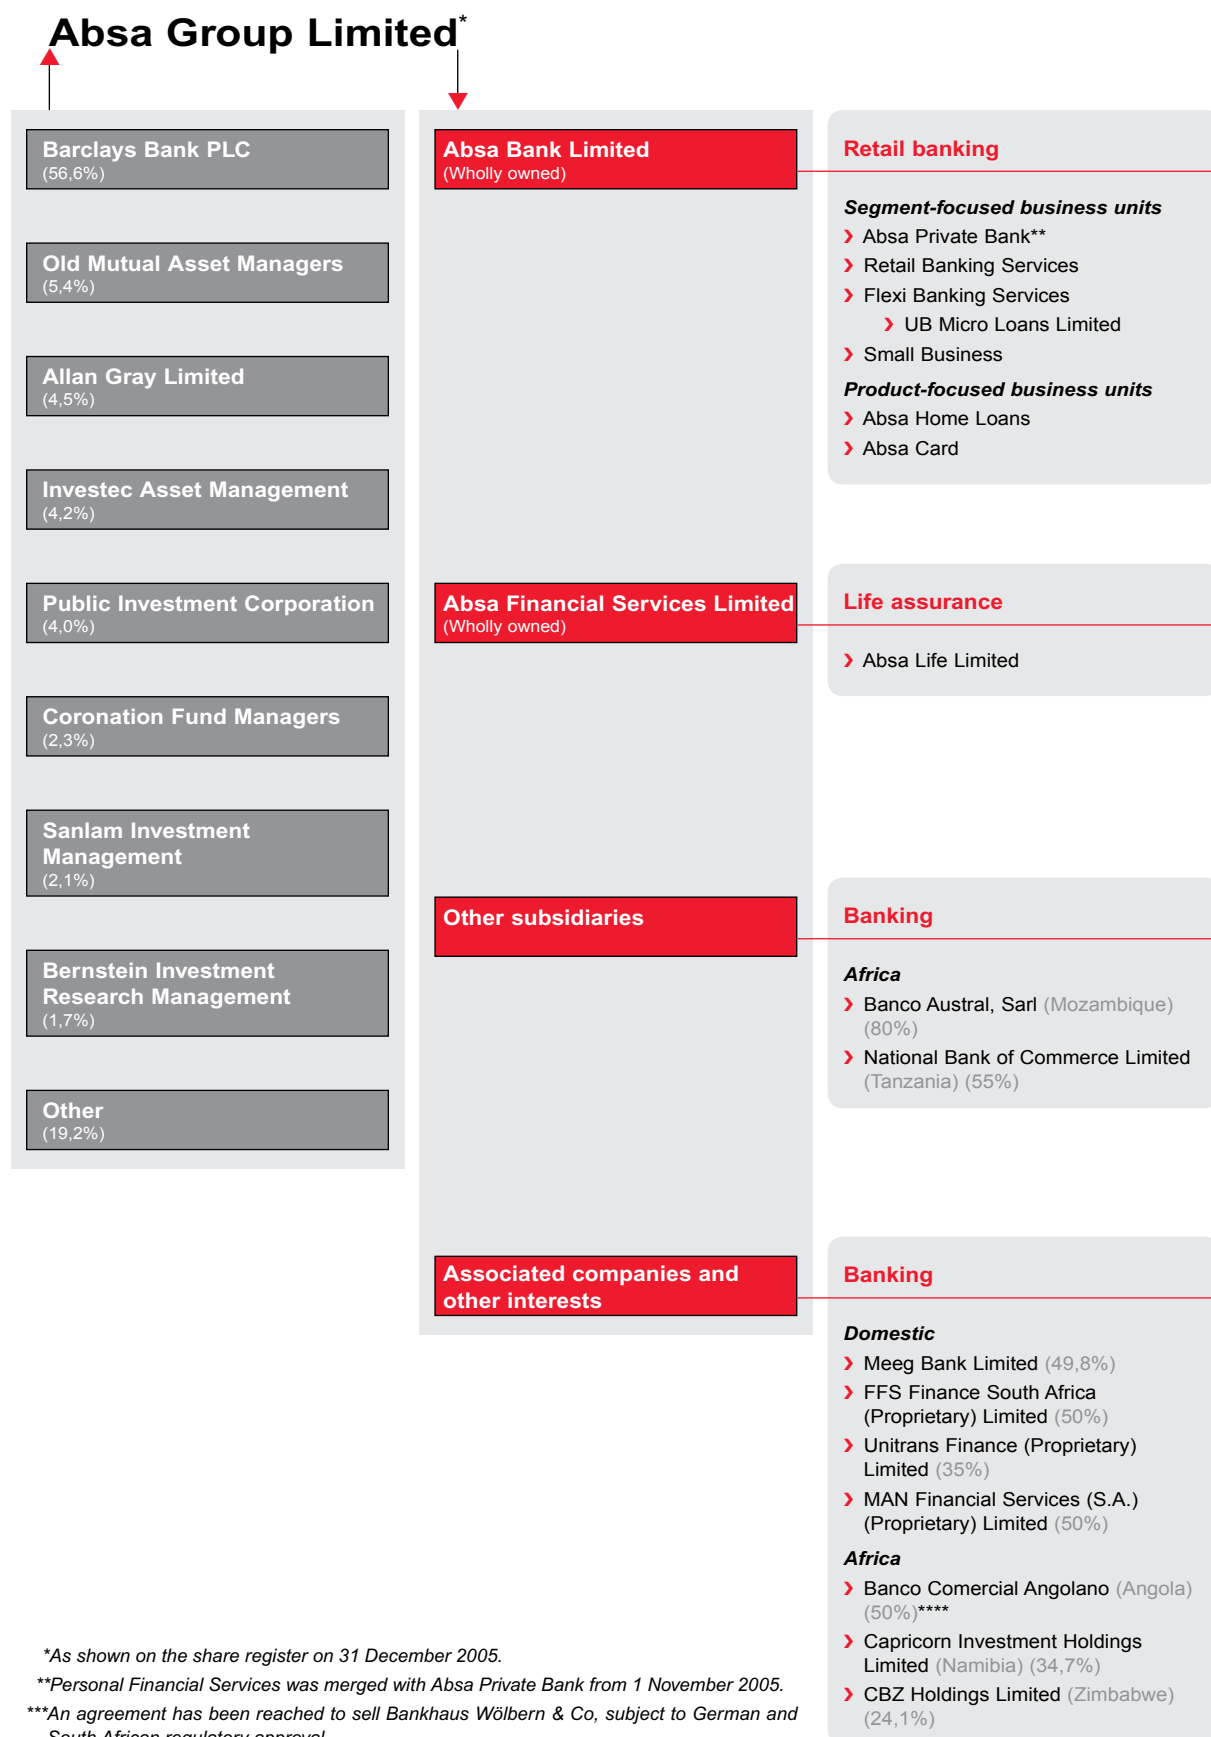 Absa Group Limited*
Barclays Bank PLC
(56,6%)
Old Mutual Asset Managers
(5,4%)
Allan Gray Limited
(4,5%)
Investec Asset Management
(4,2%)
Public Investment Corporation
(4,0%)
Coronation Fund Managers
(2,3%)
Sanlam Investment
Management
(2,1%)
Bernstein Investment
Research Management
(1,7%)
Other
(19,2%)
Absa Bank Limited
(Wholly owned)
Absa Financial Services Limited
(Wholly owned)
Other subsidiaries
Associated companies and
other interests
Retail banking
Segment-focused business units
Absa Private Bank**
Retail Banking Services
Flexi Banking Services
UB Micro Loans Limited
Small Business
Product-focused business units
Absa Home Loans
Absa Card
Life assurance
Absa Life Limited
Banking
Africa
Banco Austral, Sarl (Mozambique)
(80%)
National Bank of Commerce Limited
(Tanzania) (55%)
Banking
Domestic
Meeg Bank Limited (49,8%)
FFS Finance South Africa
(Proprietary) Limited (50%)
Unitrans Finance (Proprietary)
Limited (35%)
MAN Financial Services (S.A.)
(Proprietary) Limited (50%)
Africa
Banco Comercial Angolano (Angola)
(50%)****
Capricorn Investment Holdings
Limited (Namibia) (34,7%)
CBZ Holdings Limited (Zimbabwe)
(24,1%)
*As shown on the share register on 31 December 2005.
**Personal Financial Services was merged with Absa Private Bank from 1 November 2005.
***An agreement has been reached to sell Bankhaus Wölbern & Co, subject to German and
South African regulatory approval